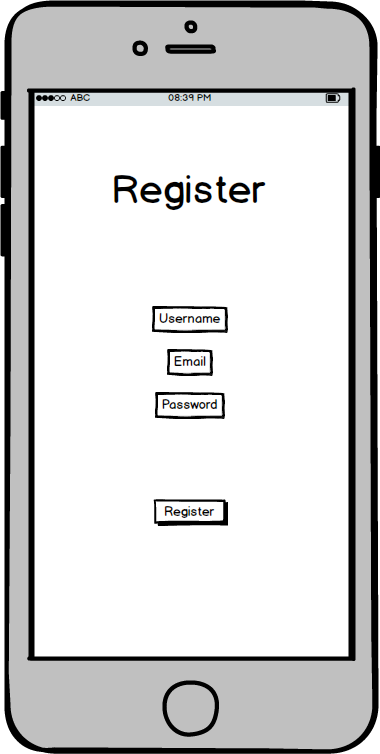 ABC 08:39 PM
Register
Username
Email
Password
Register